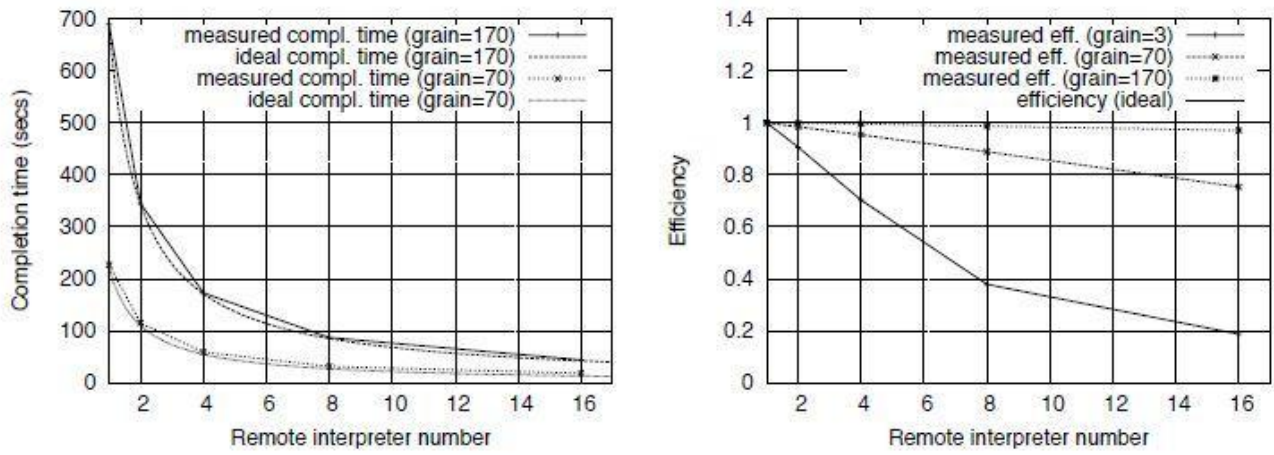 700
600
500
400
300
200
100
0
measured compl. time (grain=170)
ideal compl. time (grain=170)
measured compl. time (grain=70)
ideal compl. time (grain=70)
Completion time (secs)
2 4 6 8 10 12 14 16
Remote interpreter number
1.4
1.2
1
0.8
0.6
0.4
0.2
0
measured eff. (grain=3)
measured eff. (grain=70)
measured eff. (grain=170)
efficiency (ideal)
Efficiency
2 4 6 8 10 12 14 16
Remote interpreter number